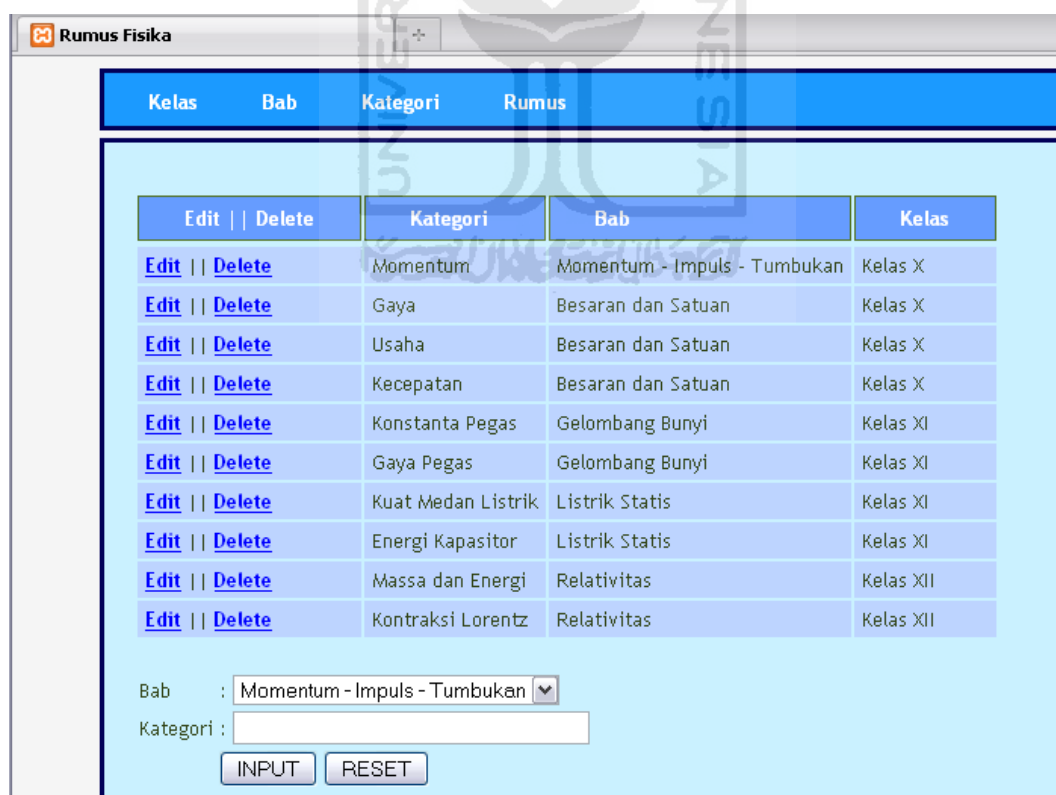 Rumus Fisika
Kelas Bab Kategori Rumus
Edit || Delete Kategori Bab Kelas
Edit || Delete Momentum Momentum - Impuls - Tumbukan Kelas X
Edit || Delete Gaya Besaran dan Satuan Kelas X
Edit || Delete Usaha Besaran dan Satuan Kelas X
Edit || Delete Kecepatan Besaran dan Satuan Kelas X
Edit || Delete Konstanta Pegas Gelombang Bunyi Kelas XI
Edit || Delete Gaya Pegas Gelombang Bunyi Kelas XI
Edit || Delete Kuat Medan Listrik Listrik Statis Kelas XI
Edit || Delete Energi Kapasitor Listrik Statis Kelas XI
Edit || Delete Massa dan Energi Relativitas Kelas XII
Edit || Delete Kontraksi Lorentz Relativitas Kelas XII
Bab : Momentum - Impuls - Tumbukan
Kategori :
INPUT RESET